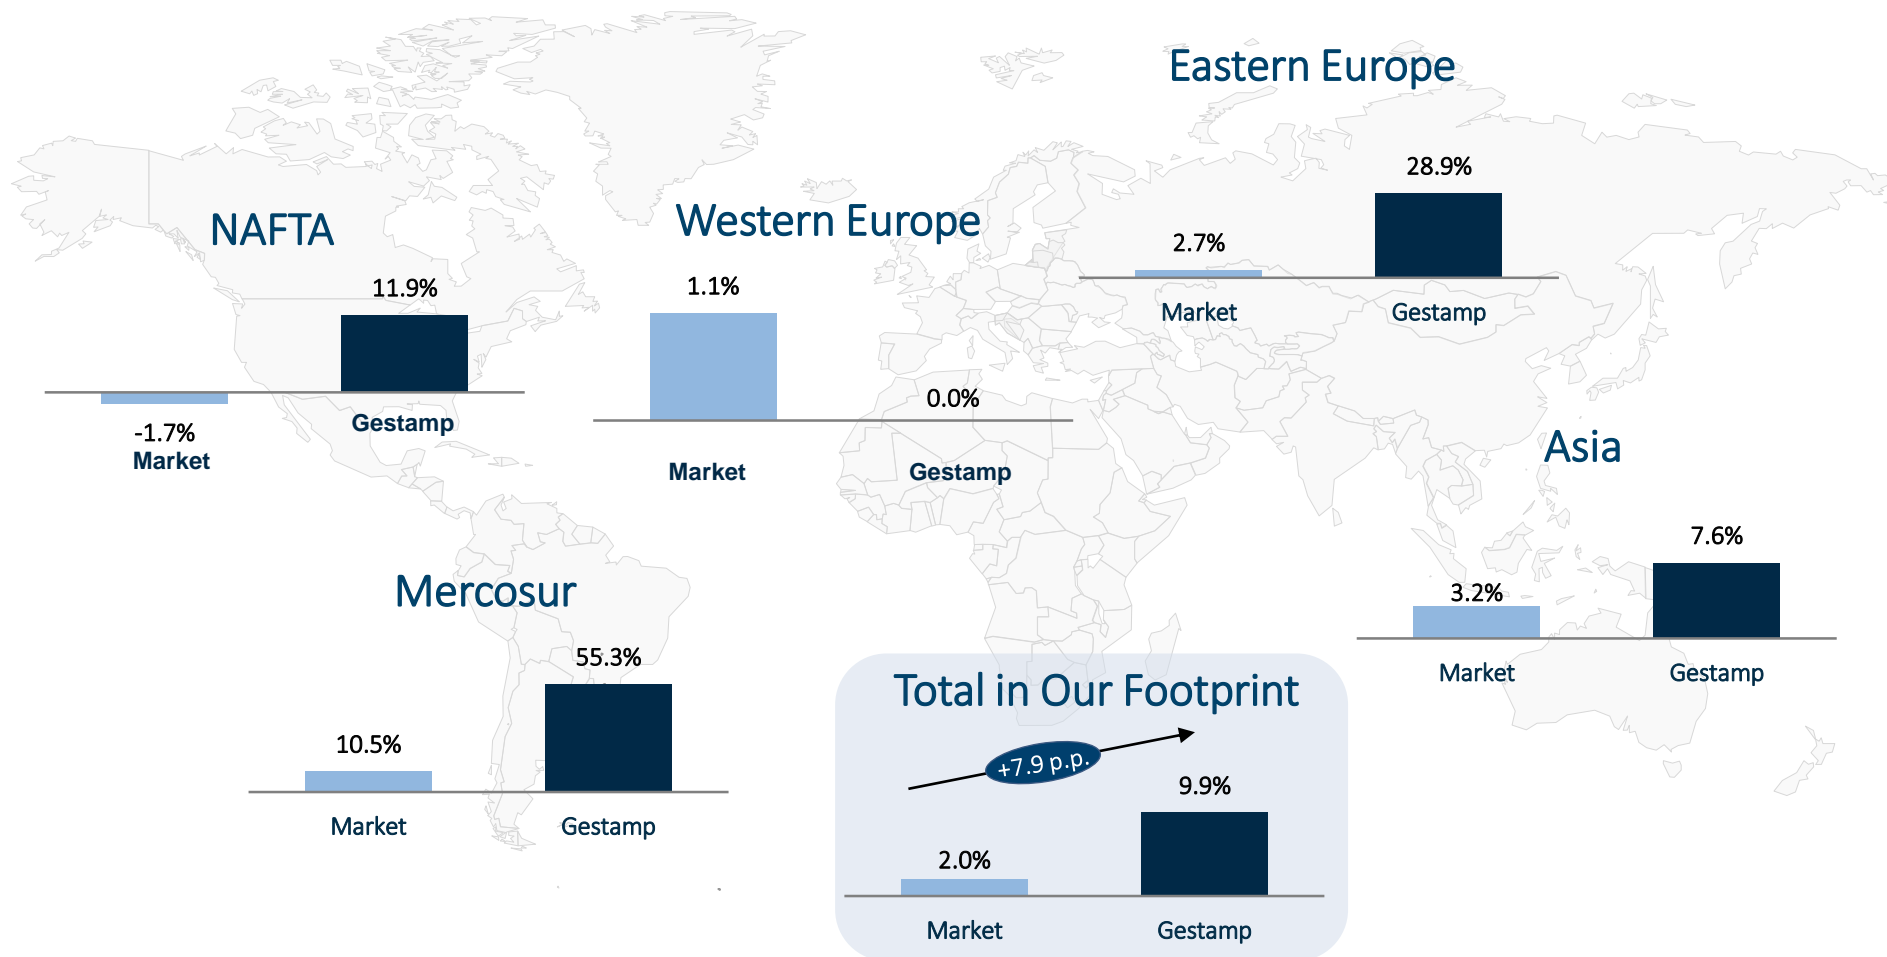 Eastern Europe
28.9%
2.7%
Market
Gestamp
NAFTA
11.9%
-1.7%
Market
Gestamp
Western Europe
1.1%
0.0%
Market
Gestamp
Asia
7.6%
3.2%
Market
Gestamp
Mercosur
55.3%
10.5%
Market
Gestamp
Total in Our Footprint
+7.9 p.p.
9.9%
2.0%
Market
Gestamp